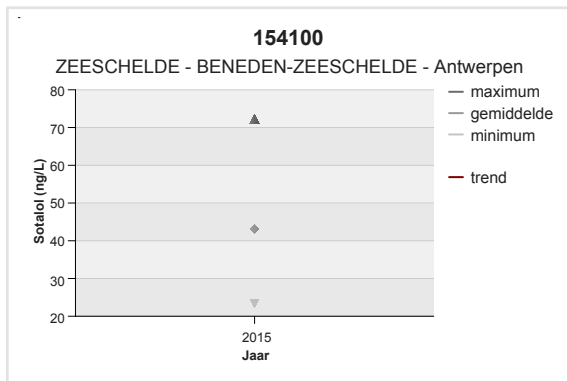 154100
ZEESCHELDE - BENEDEN-ZEESCHELDE - Antwerpen
maximum
gemiddelde
minimum
trend
Sotalol (ng/L)
80
70
60
50
40
30
20
2015
Jaar